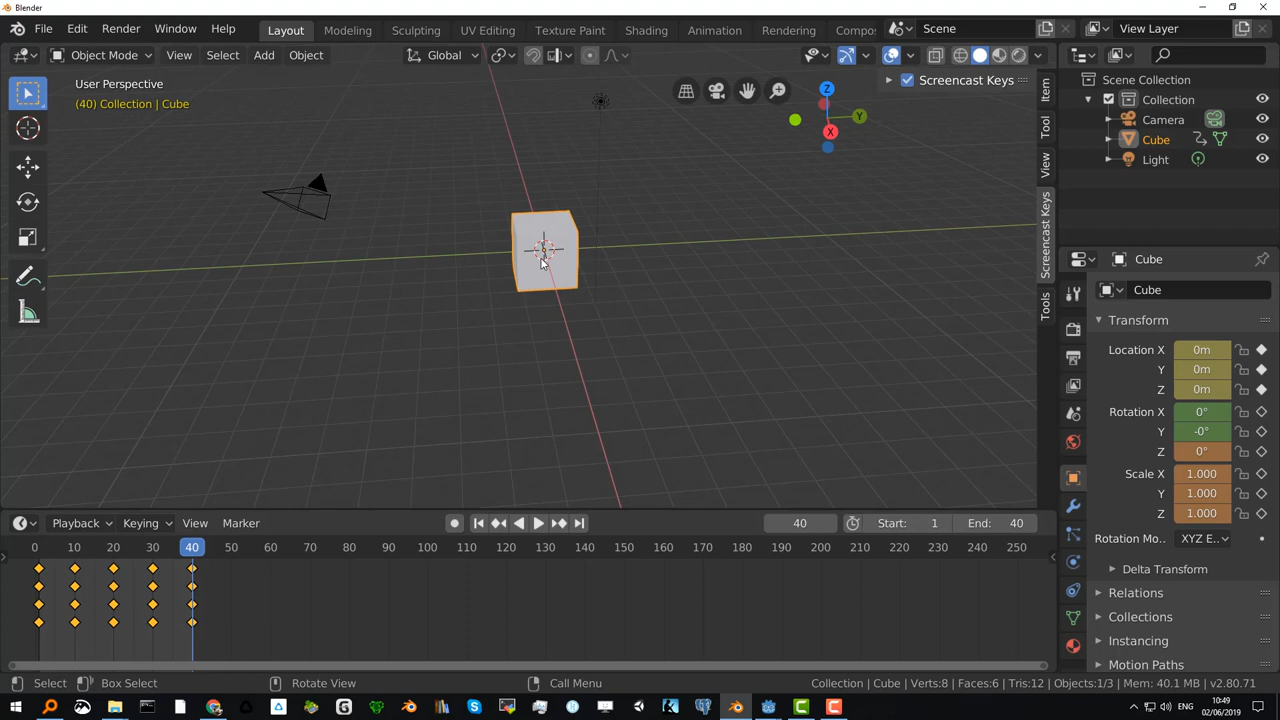 Blender
File Edit Render Window Help Layout Modeling Sculpting UV Editing Texture Paint Shading Animation Rendering Compos Scene View Layer
Object Mode View Select Add Object Global
User Perspective
(40) Collection | Cube
Screencast Keys
Z
Y
X
Item
Tool
View
Screencast Keys
Tools
Scene Collection
Collection
Camera
Cube
Light
Cube
Cube
Transform
Location X 0m
Y 0m
Z 0m
Rotation X 0°
Y -0°
Z 0°
Scale X 1.000
Y 1.000
Z 1.000
Rotation Mo.. XYZ E..
Delta Transform
Relations
Collections
Instancing
Motion Paths
Playback Keying View Marker 40 Start: 1 End: 40
0 10 20 30 40 50 60 70 80 90 100 110 120 130 140 150 160 170 180 190 200 210 220 230 240 250
Select Box Select Rotate View Call Menu Collection | Cube | Verts:8 | Faces:6 | Tris:12 | Objects:1/3 | Mem: 40.1 MB | v2.80.71
10:49
02/06/2019